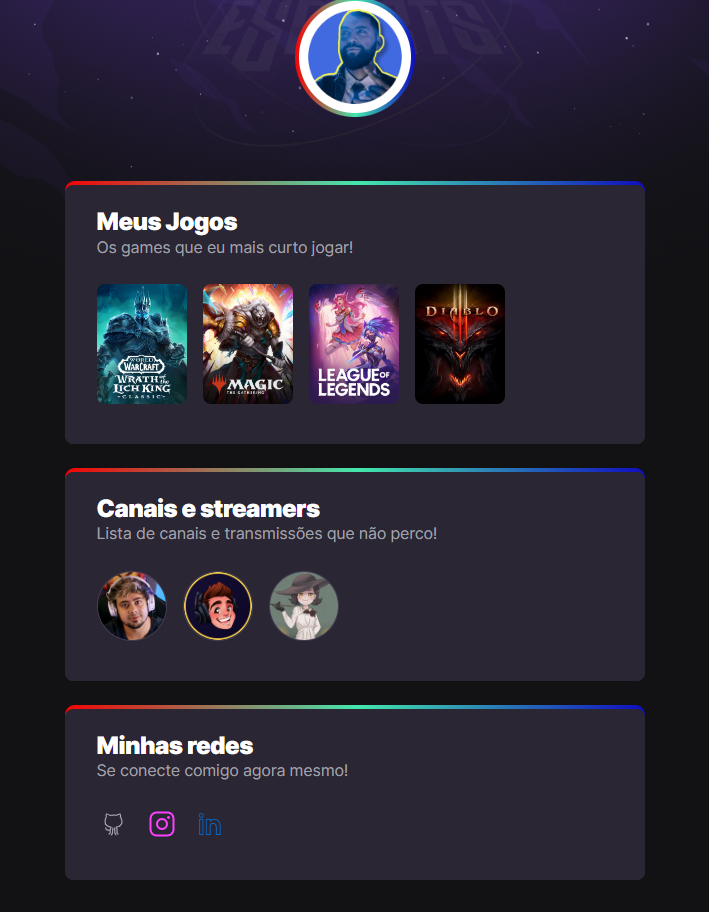 ESPORTS
Meus Jogos
Os games que eu mais curto jogar!
WORLD
WARCRAFT
WRATH of the
LICH KING
CLASSIC
MAGIC
THE GATHERING
LEAGUE OF
LEGENDS
DIABLO
Canais e streamers
Lista de canais e transmissões que não perco!
Minhas redes
Se conecte comigo agora mesmo!
in